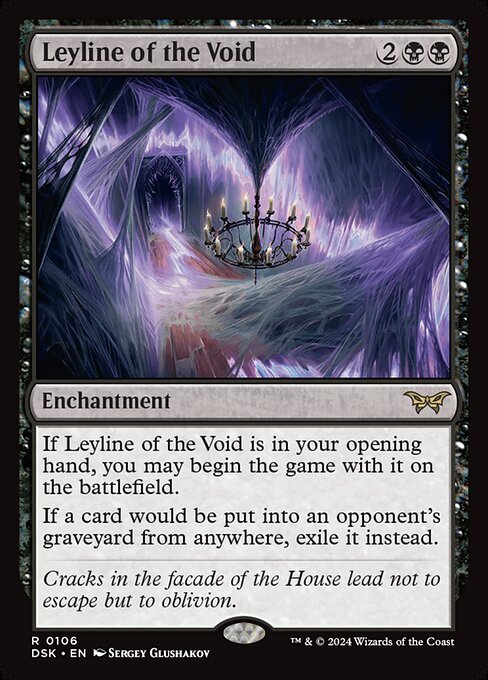 Leyline of the Void 2
Enchantment
If Leyline of the Void is in your opening
hand, you may begin the game with it on
the battlefield.
If a card would be put into an opponent's
graveyard from anywhere, exile it instead.
Cracks in the facade of the House lead not to
escape but to oblivion.
R 0106
DSK • EN Sergey Glushakov
™ & © 2024 Wizards of the Coast